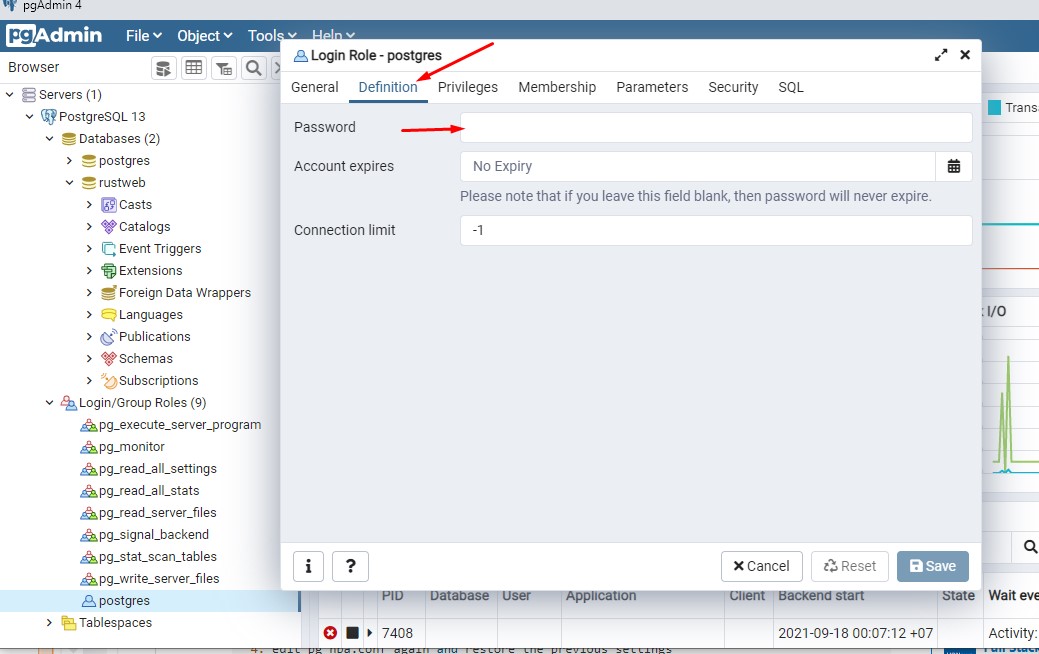 pgAdmin 4
pgAdmin File Object Tools Help
Browser
Login Role - postgres
General Definition Privileges Membership Parameters Security SQL
Servers (1)
PostgreSQL 13
Databases (2)
postgres
rustweb
Casts
Catalogs
Event Triggers
Extensions
Foreign Data Wrappers
Languages
Publications
Schemas
Subscriptions
Login/Group Roles (9)
pg_execute_server_program
pg_monitor
pg_read_all_settings
pg_read_all_stats
pg_read_server_files
pg_signal_backend
pg_stat_scan_tables
pg_write_server_files
postgres
Tablespaces
Password
Account expires No Expiry
Please note that if you leave this field blank, then password will never expire.
Connection limit -1
i ? Cancel Reset Save
Trans
I/O
PID Database User Application Client Backend start State Wait eve
7408 2021-09-18 00:07:12 +07 Activity:
4. edit pg_hba.conf again and restore the previous settings
Full Stack